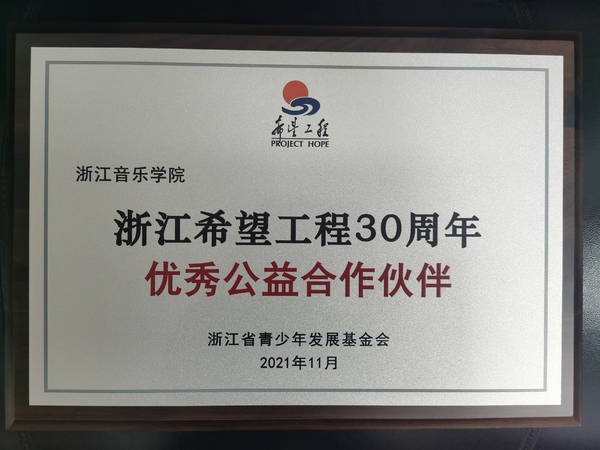 希望工程
PROJECT HOPE
浙江音乐学院
浙江希望工程30周年
优秀公益合作伙伴
浙江省青少年发展基金会
2021年11月